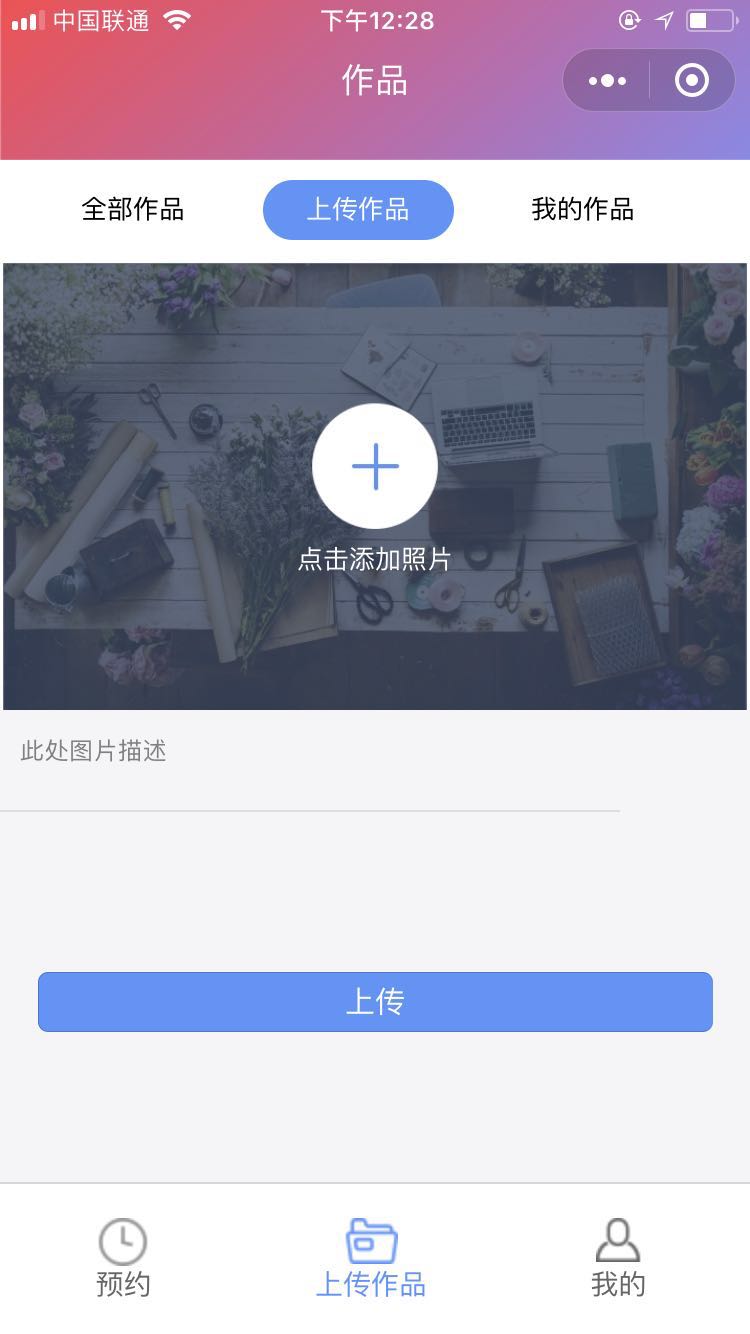 中国联通 下午12:28
作品
全部作品 上传作品 我的作品
点击添加照片
此处图片描述
上传
预约 上传作品 我的